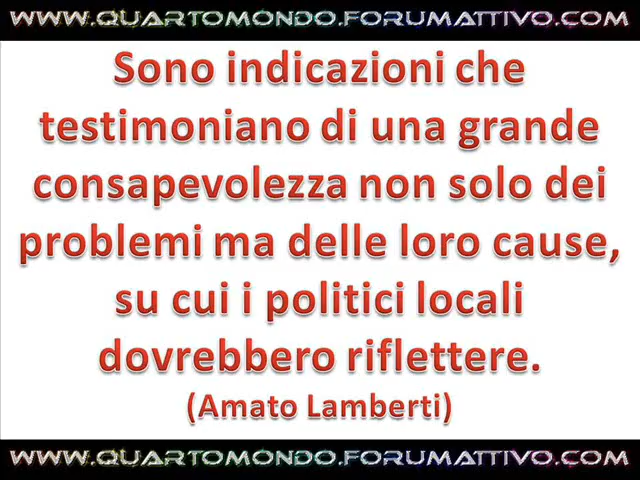 WWW.QUARTOMONDO.FORUMATTIVO.COM
Sono indicazioni che
testimoniano di una grande
consapevolezza non solo dei
problemi ma delle loro cause,
su cui i politici locali
dovrebbero riflettere.
(Amato Lamberti)
WWW.QUARTOMONDO.FORUMATTIVO.COM